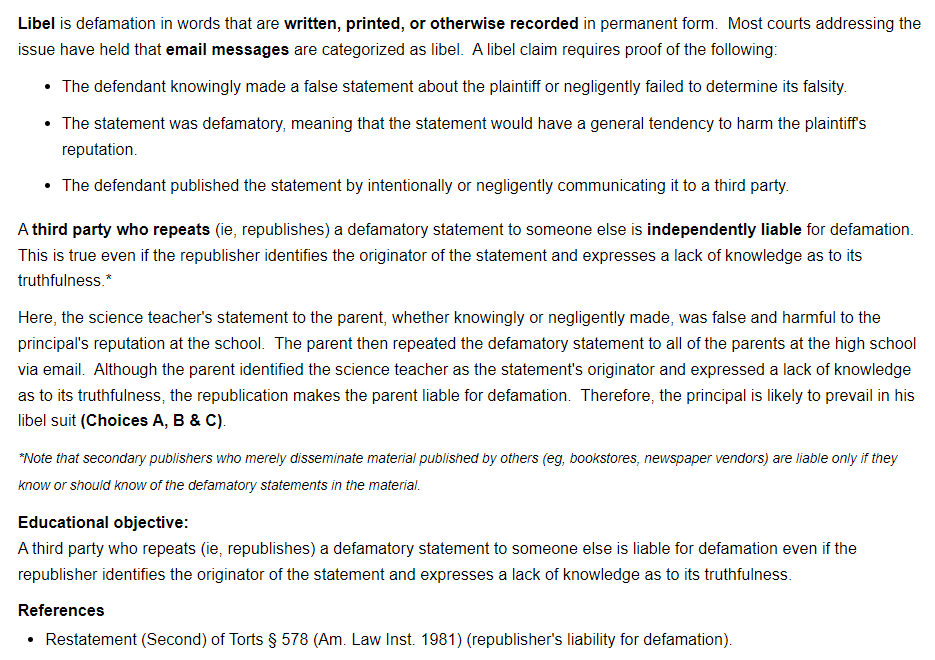 Libel is defamation in words that are written, printed, or otherwise recorded in permanent form.  Most courts addressing the
issue have held that email messages are categorized as libel.  A libel claim requires proof of the following:
• The defendant knowingly made a false statement about the plaintiff or negligently failed to determine its falsity.
• The statement was defamatory, meaning that the statement would have a general tendency to harm the plaintiff's
reputation.
• The defendant published the statement by intentionally or negligently communicating it to a third party.
A third party who repeats (ie, republishes) a defamatory statement to someone else is independently liable for defamation.
This is true even if the republisher identifies the originator of the statement and expresses a lack of knowledge as to its
truthfulness.*
Here, the science teacher's statement to the parent, whether knowingly or negligently made, was false and harmful to the
principal's reputation at the school.  The parent then repeated the defamatory statement to all of the parents at the high school
via email.  Although the parent identified the science teacher as the statement's originator and expressed a lack of knowledge
as to its truthfulness, the republication makes the parent liable for defamation.  Therefore, the principal is likely to prevail in his
libel suit (Choices A, B & C).
*Note that secondary publishers who merely disseminate material published by others (eg, bookstores, newspaper vendors) are liable only if they
know or should know of the defamatory statements in the material.
Educational objective:
A third party who repeats (ie, republishes) a defamatory statement to someone else is liable for defamation even if the
republisher identifies the originator of the statement and expresses a lack of knowledge as to its truthfulness.
References
• Restatement (Second) of Torts § 578 (Am. Law Inst. 1981) (republisher's liability for defamation).